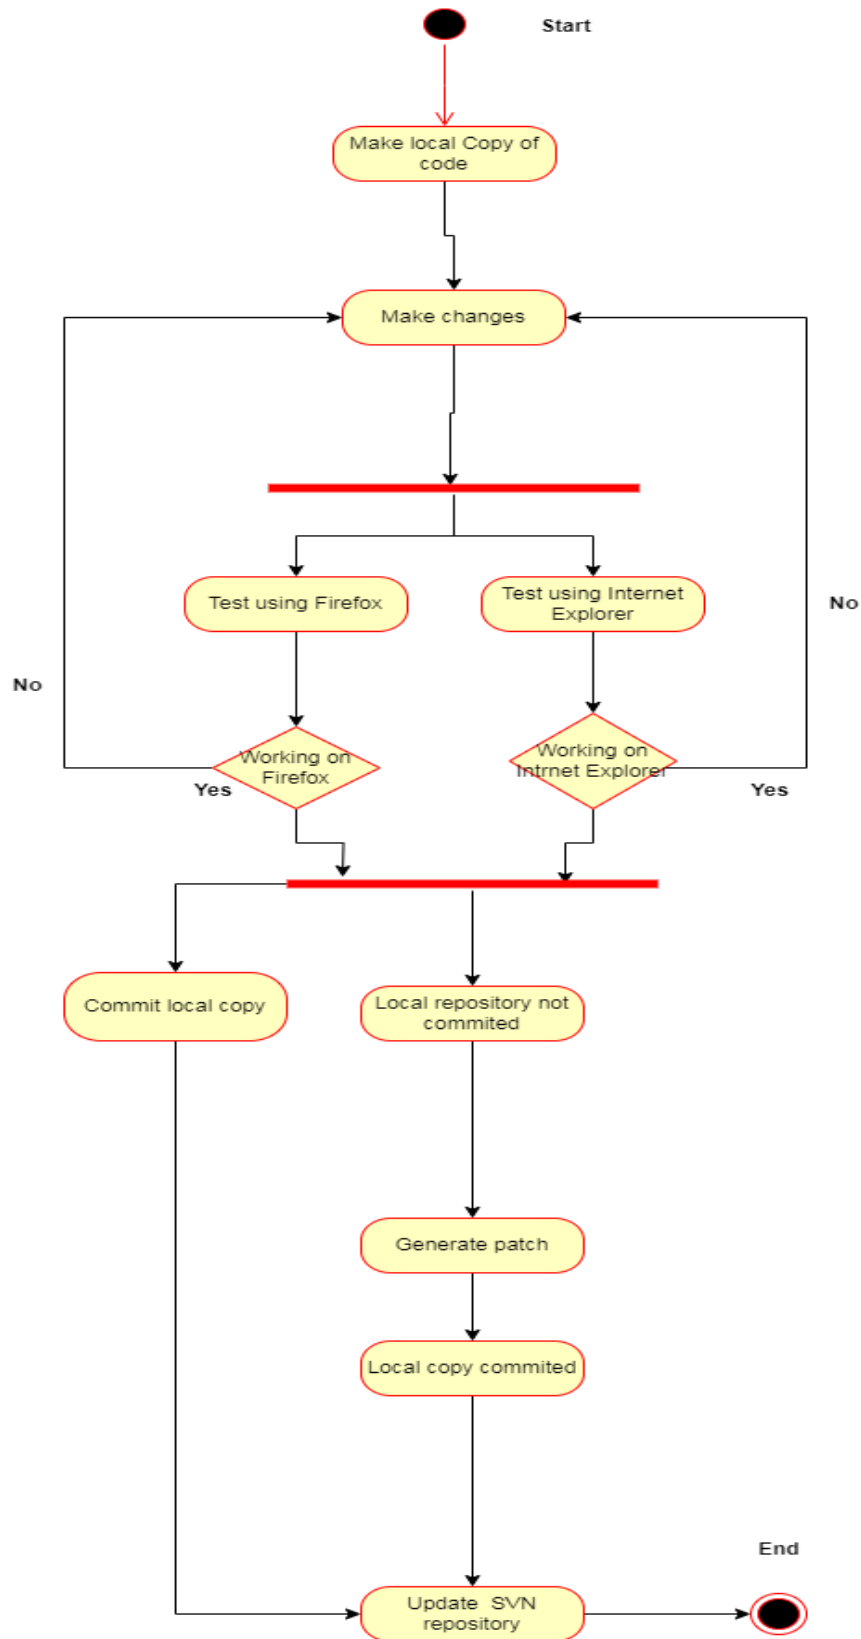 Start
Make local Copy of
code
Make changes
Test using Firefox
Test using Internet
Explorer
No
No
Working on
Firefox
Working on
Intrnet Explorer
Yes
Yes
Commit local copy
Local repository not
commited
Generate patch
Local copy commited
End
Update SVN
repository